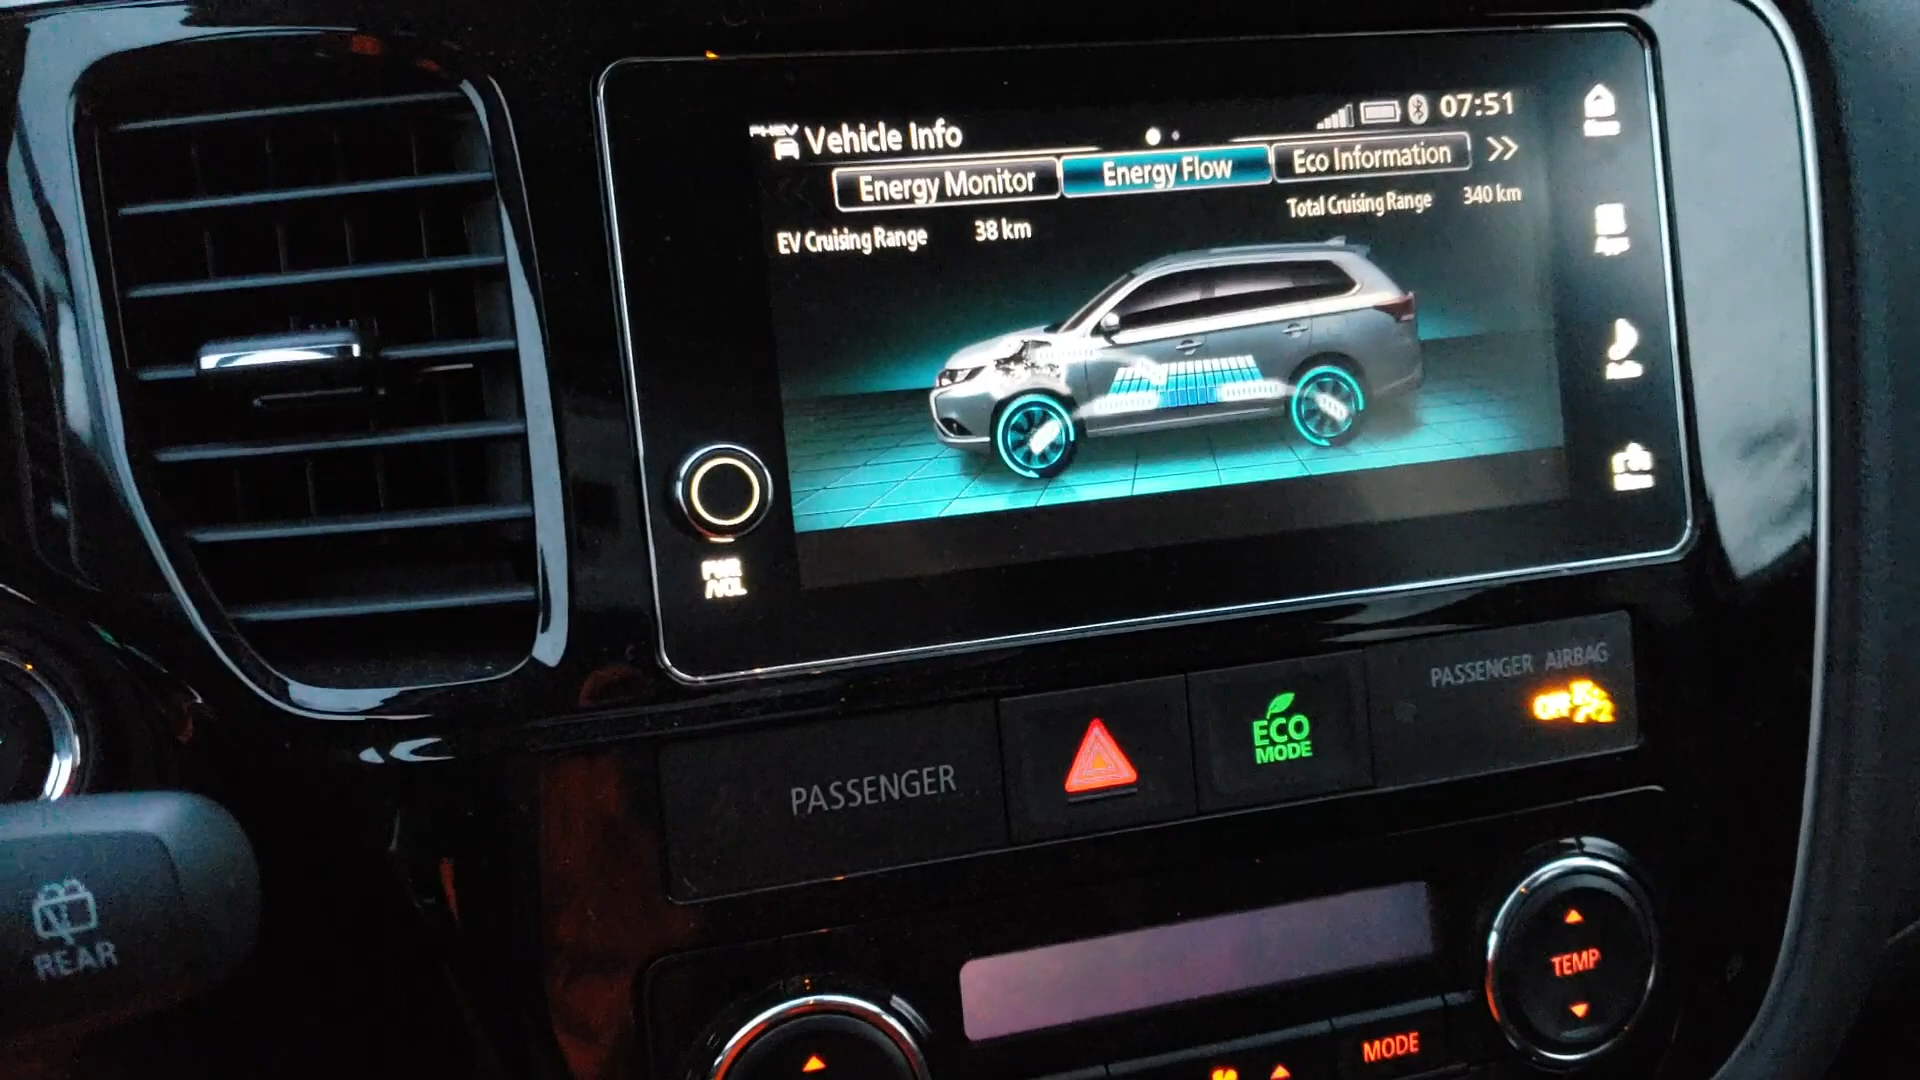 PHEV
Vehicle Info
07:51
Energy Monitor
Energy Flow
Eco Information
EV Cruising Range 38 km
Total Cruising Range 340 km
PASSENGER
ECO
MODE
PASSENGER AIRBAG
OFF
REAR
TEMP
MODE